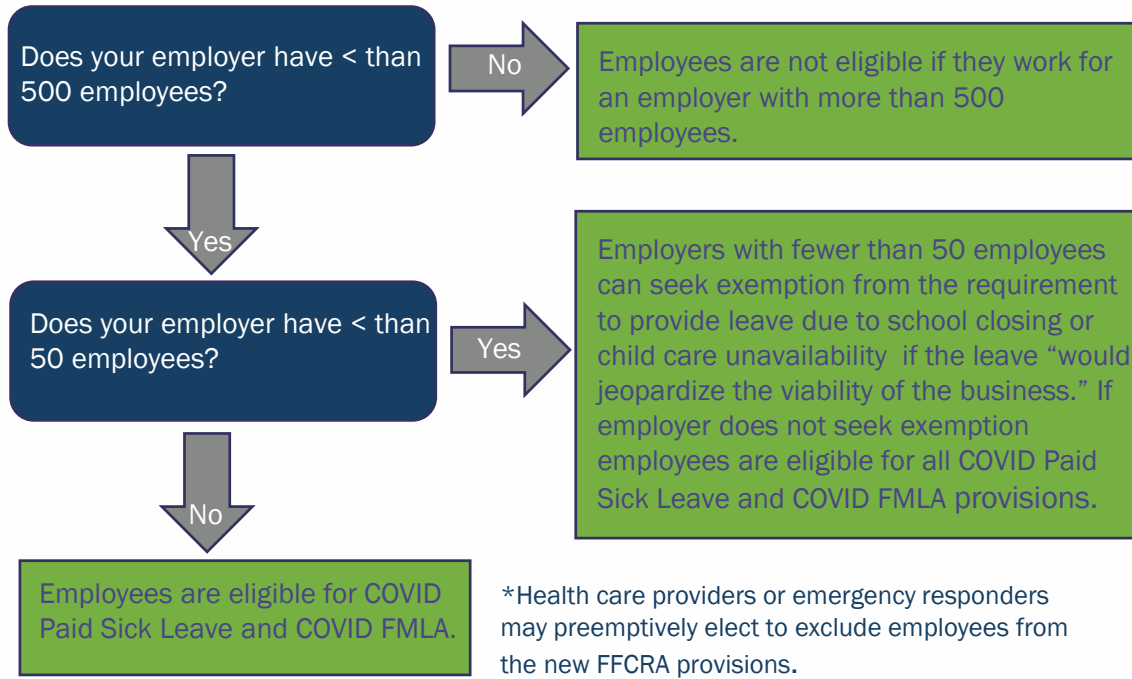 Does your employer have < than
500 employees?
No
Employees are not eligible if they work for
an employer with more than 500
employees.
Yes
Does your employer have < than
50 employees?
Yes
Employers with fewer than 50 employees
can seek exemption from the requirement
to provide leave due to school closing or
child care unavailability if the leave “would
jeopardize the viability of the business.” If
employer does not seek exemption
employees are eligible for all COVID Paid
Sick Leave and COVID FMLA provisions.
No
Employees are eligible for COVID
Paid Sick Leave and COVID FMLA.
*Health care providers or emergency responders
may preemptively elect to exclude employees from
the new FFCRA provisions.